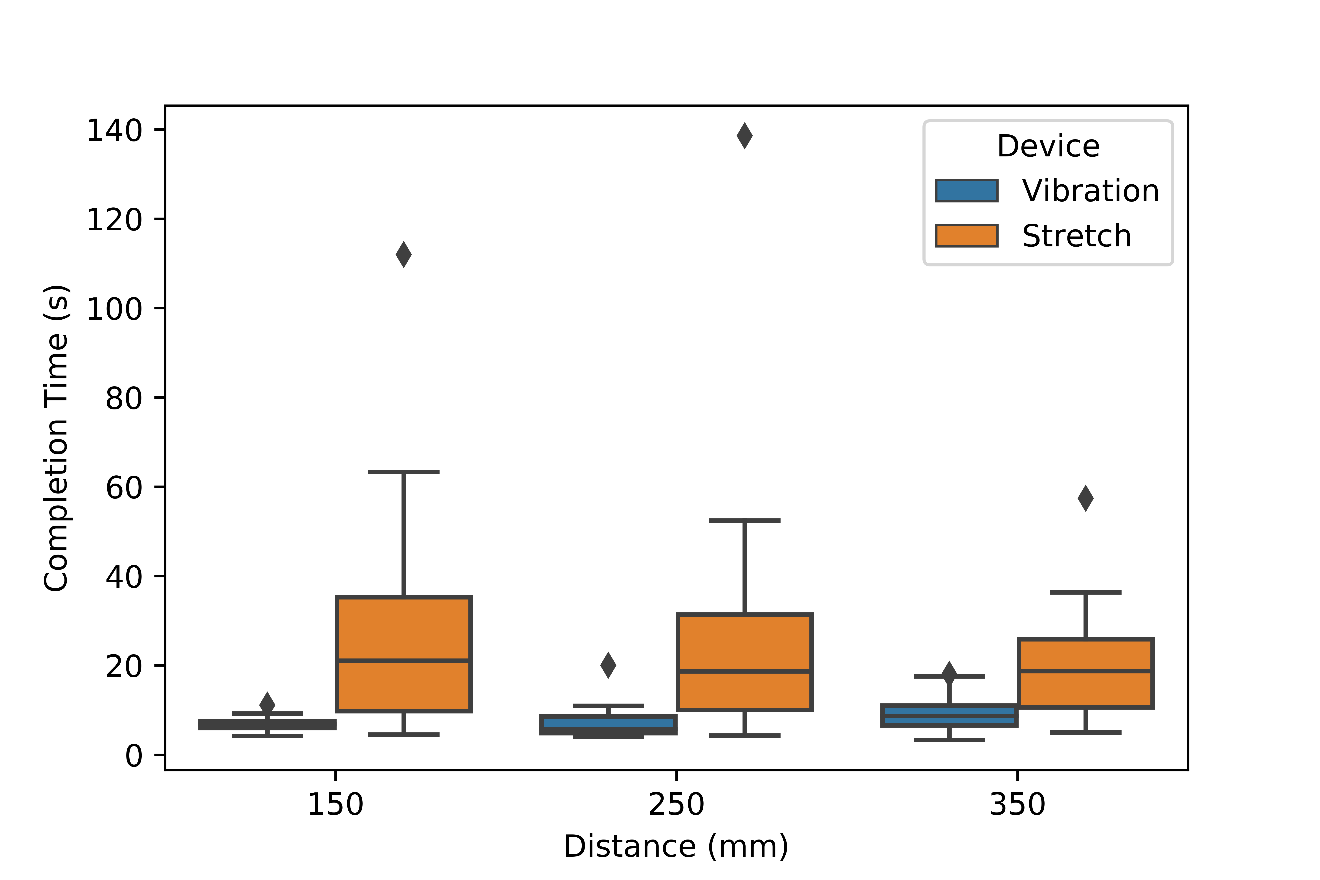 140
120
100
80
60
40
20
0
Completion Time (s)
Device
Vibration
Stretch
150 250 350
Distance (mm)